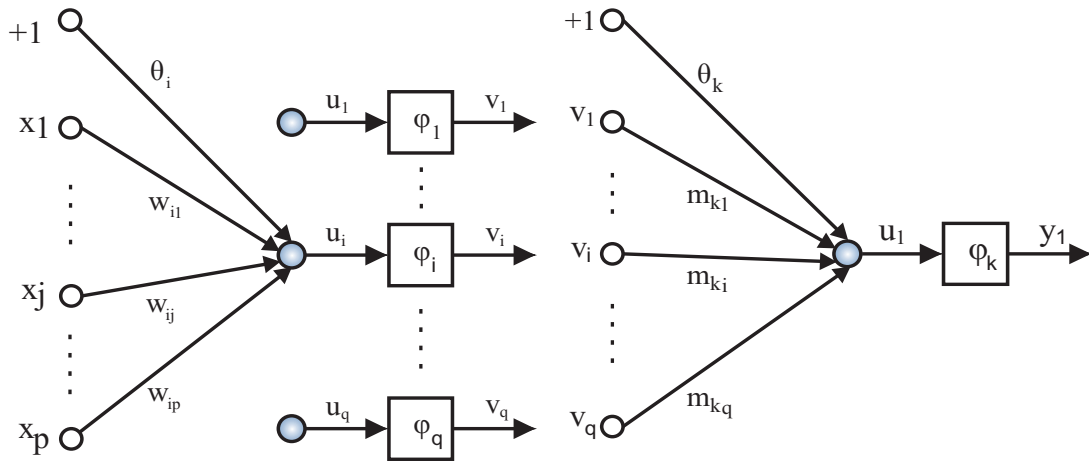 +1
θi
x1
wi1
xj
wij
xp
wip
u1
φ1
v1
ui
φi
vi
uq
φq
vq
+1
θk
v1
mk1
vi
mki
vq
mkq
u1
φk
y1